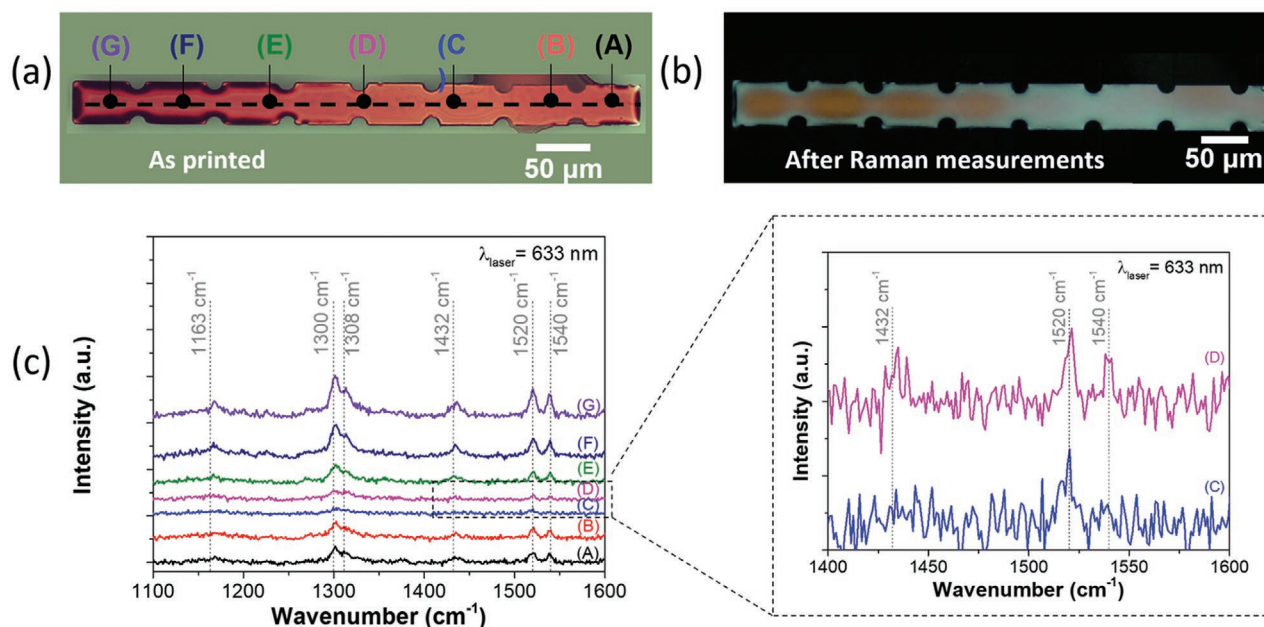 (a)
(G) (F) (E) (D) (C ) (B) (A)
As printed
50 μm
(b)
After Raman measurements
50 μm
(c)
λlaser= 633 nm
1163 cm-1
1300 cm-1
1308 cm-1
1432 cm-1
1520 cm-1
1540 cm-1
(G)
(F)
(E)
(D)
(C)
(B)
(A)
Intensity (a.u.)
1100 1200 1300 1400 1500 1600
Wavenumber (cm-1)
λlaser= 633 nm
1432 cm-1
1520 cm-1
1540 cm-1
(D)
(C)
Intensity (a.u.)
1400 1450 1500 1550 1600
Wavenumber (cm-1)